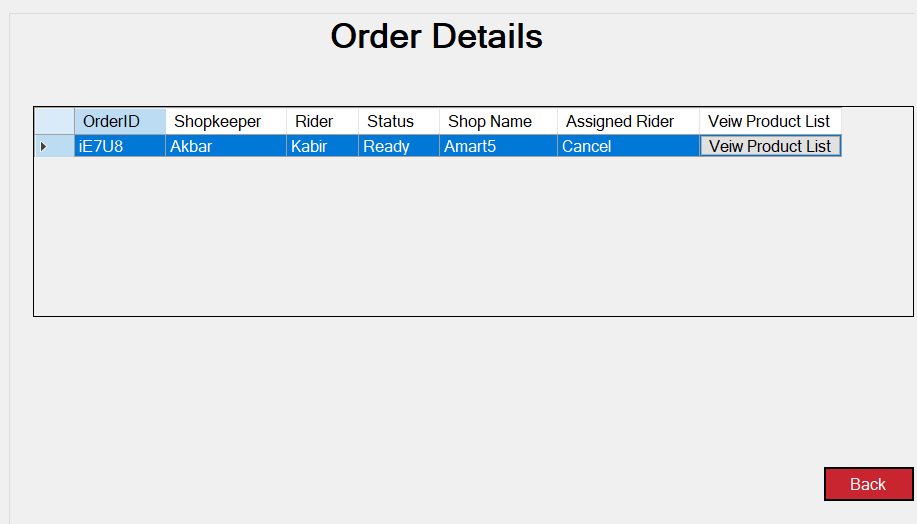 Order Details
OrderID Shopkeeper Rider Status Shop Name Assigned Rider Veiw Product List
iE7U8 Akbar Kabir Ready Amart5 Cancel Veiw Product List
Back